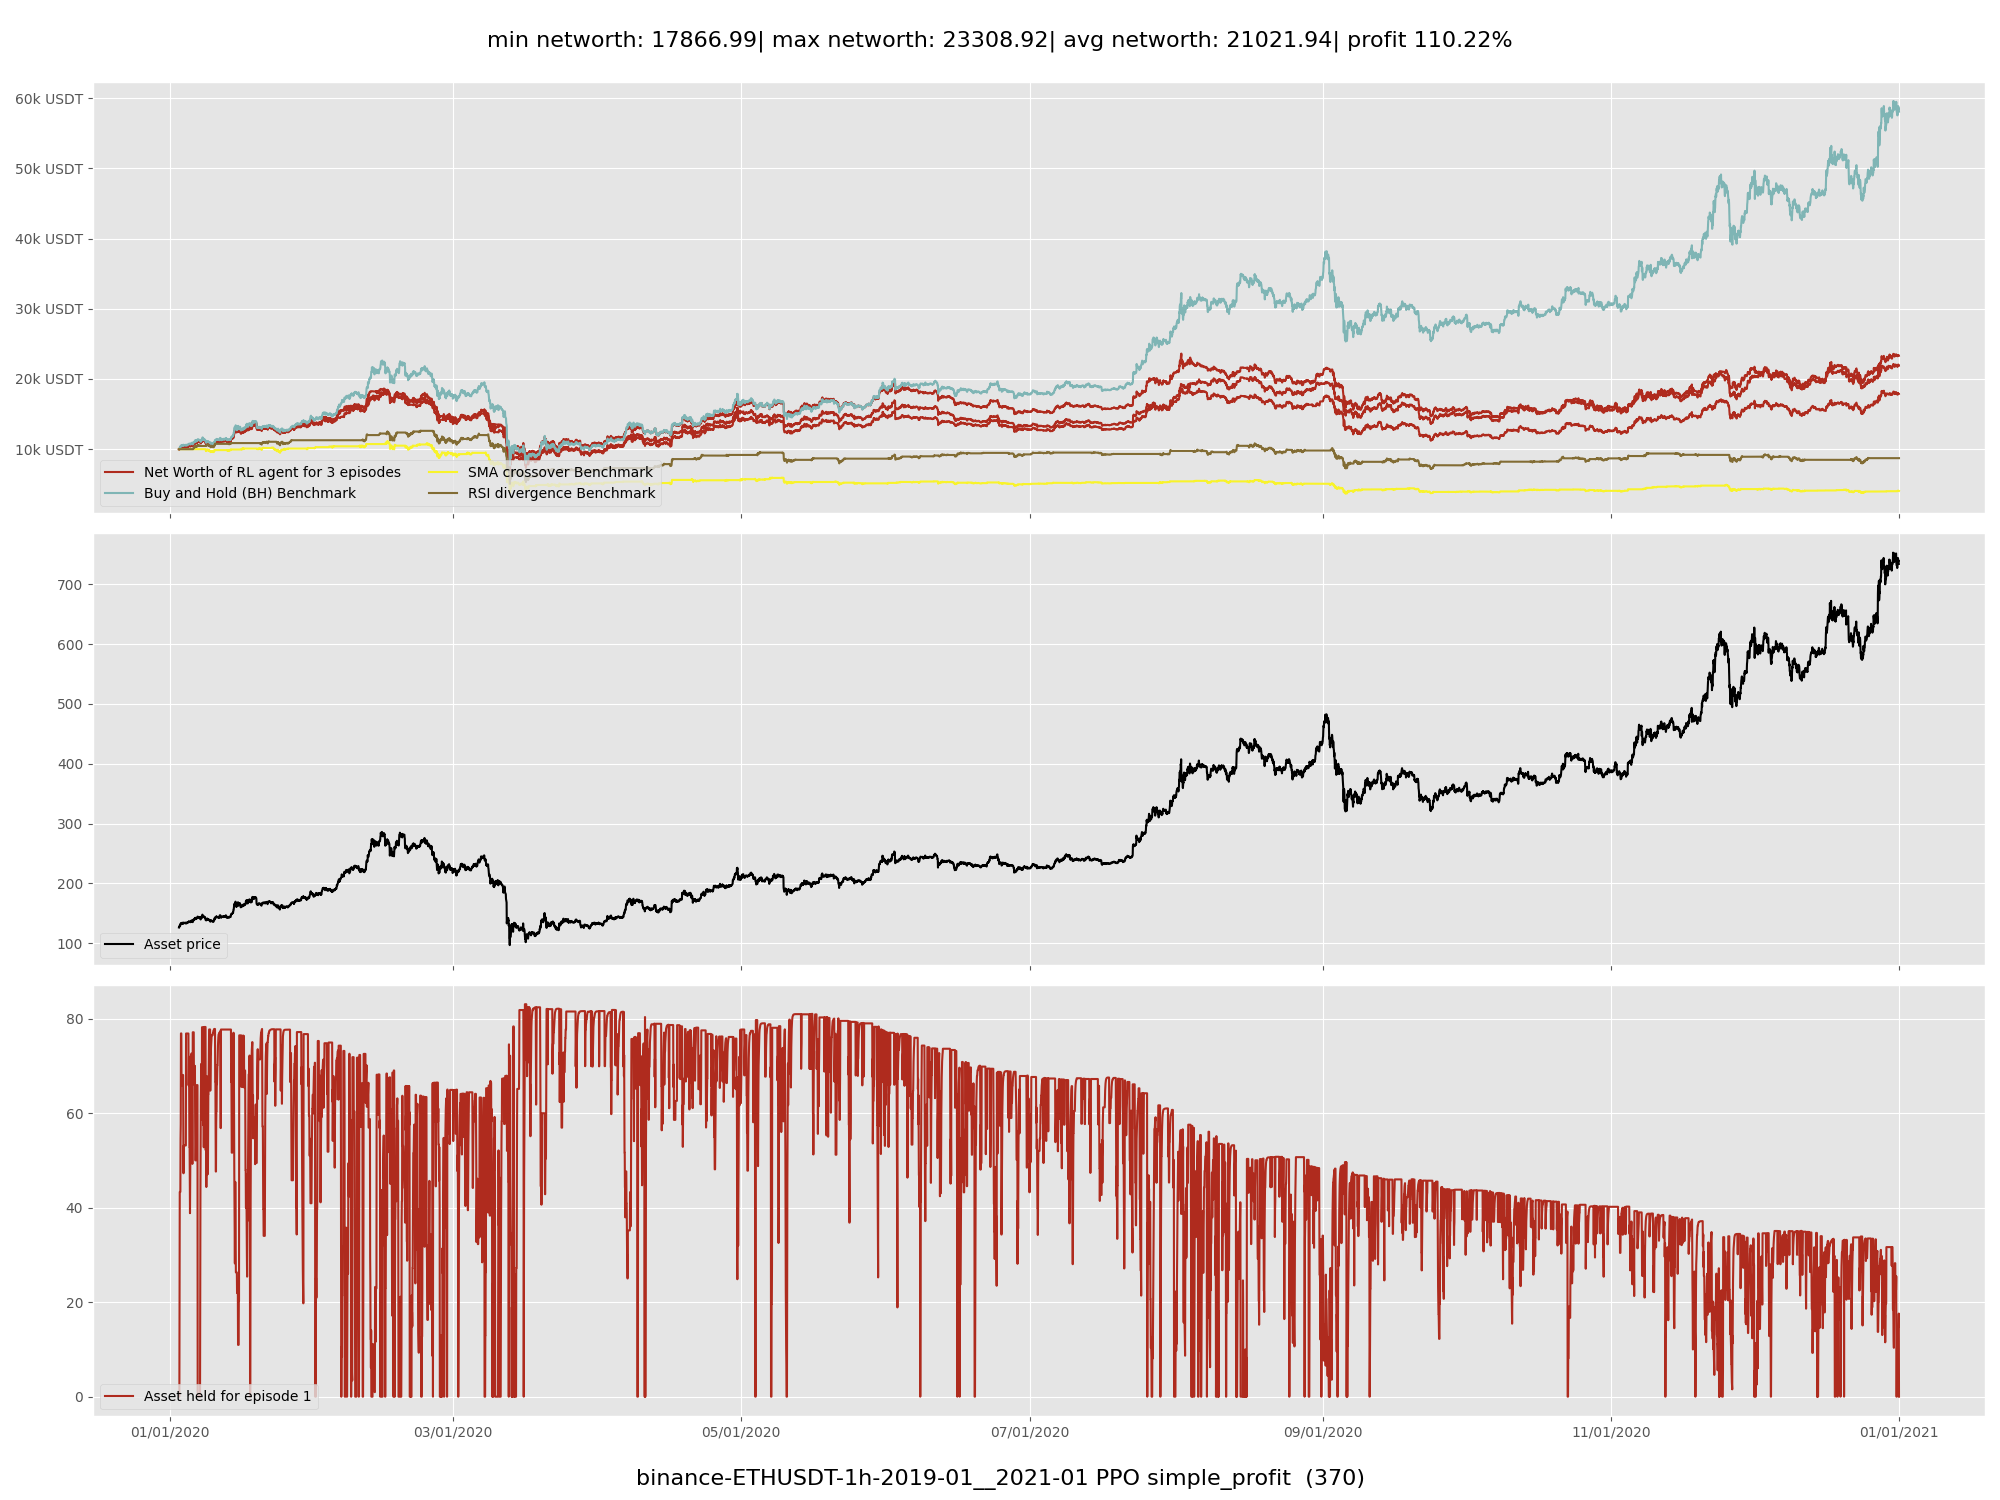 min networth: 17866.99| max networth: 23308.92| avg networth: 21021.94| profit 110.22%
60k USDT
50k USDT
40k USDT
30k USDT
20k USDT
10k USDT
Net Worth of RL agent for 3 episodes
Buy and Hold (BH) Benchmark
SMA crossover Benchmark
RSI divergence Benchmark
700
600
500
400
300
200
100
Asset price
80
60
40
20
0
Asset held for episode 1
01/01/2020 03/01/2020 05/01/2020 07/01/2020 09/01/2020 11/01/2020 01/01/2021
binance-ETHUSDT-1h-2019-01__2021-01 PPO simple_profit  (370)